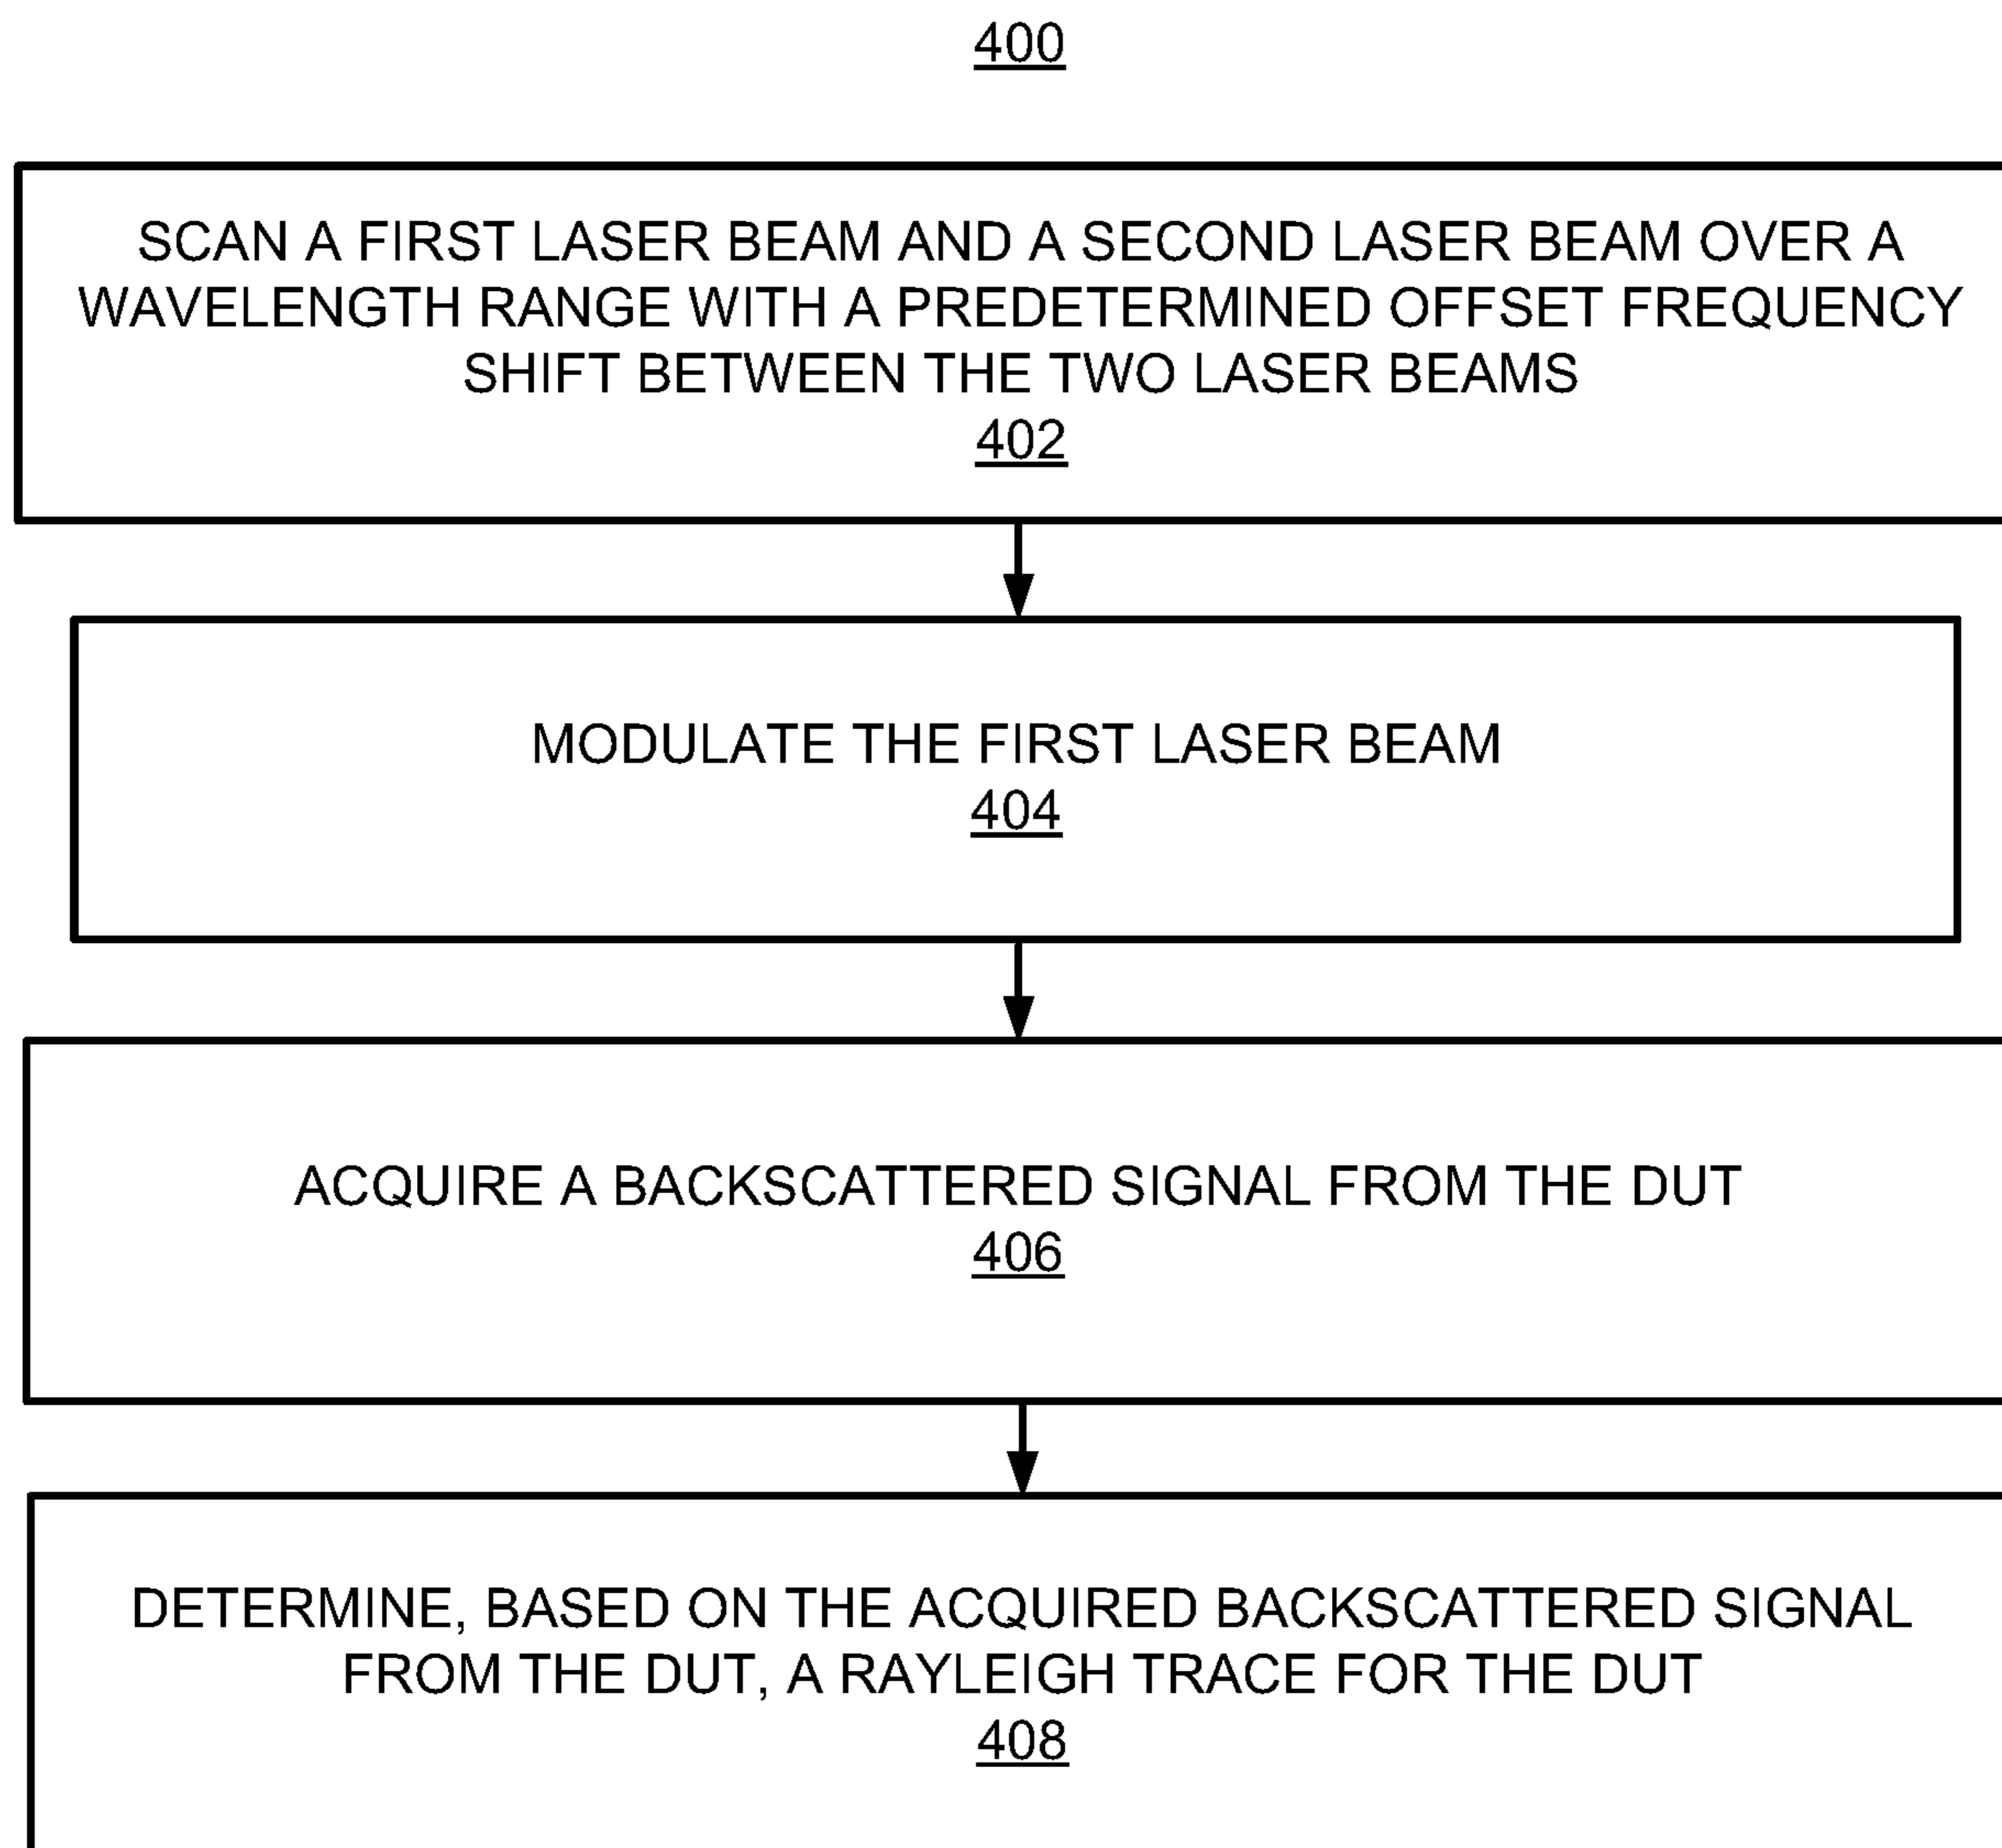 400
SCAN A FIRST LASER BEAM AND A SECOND LASER BEAM OVER A
WAVELENGTH RANGE WITH A PREDETERMINED OFFSET FREQUENCY
SHIFT BETWEEN THE TWO LASER BEAMS
402
MODULATE THE FIRST LASER BEAM
404
ACQUIRE A BACKSCATTERED SIGNAL FROM THE DUT
406
DETERMINE, BASED ON THE ACQUIRED BACKSCATTERED SIGNAL
FROM THE DUT, A RAYLEIGH TRACE FOR THE DUT
408